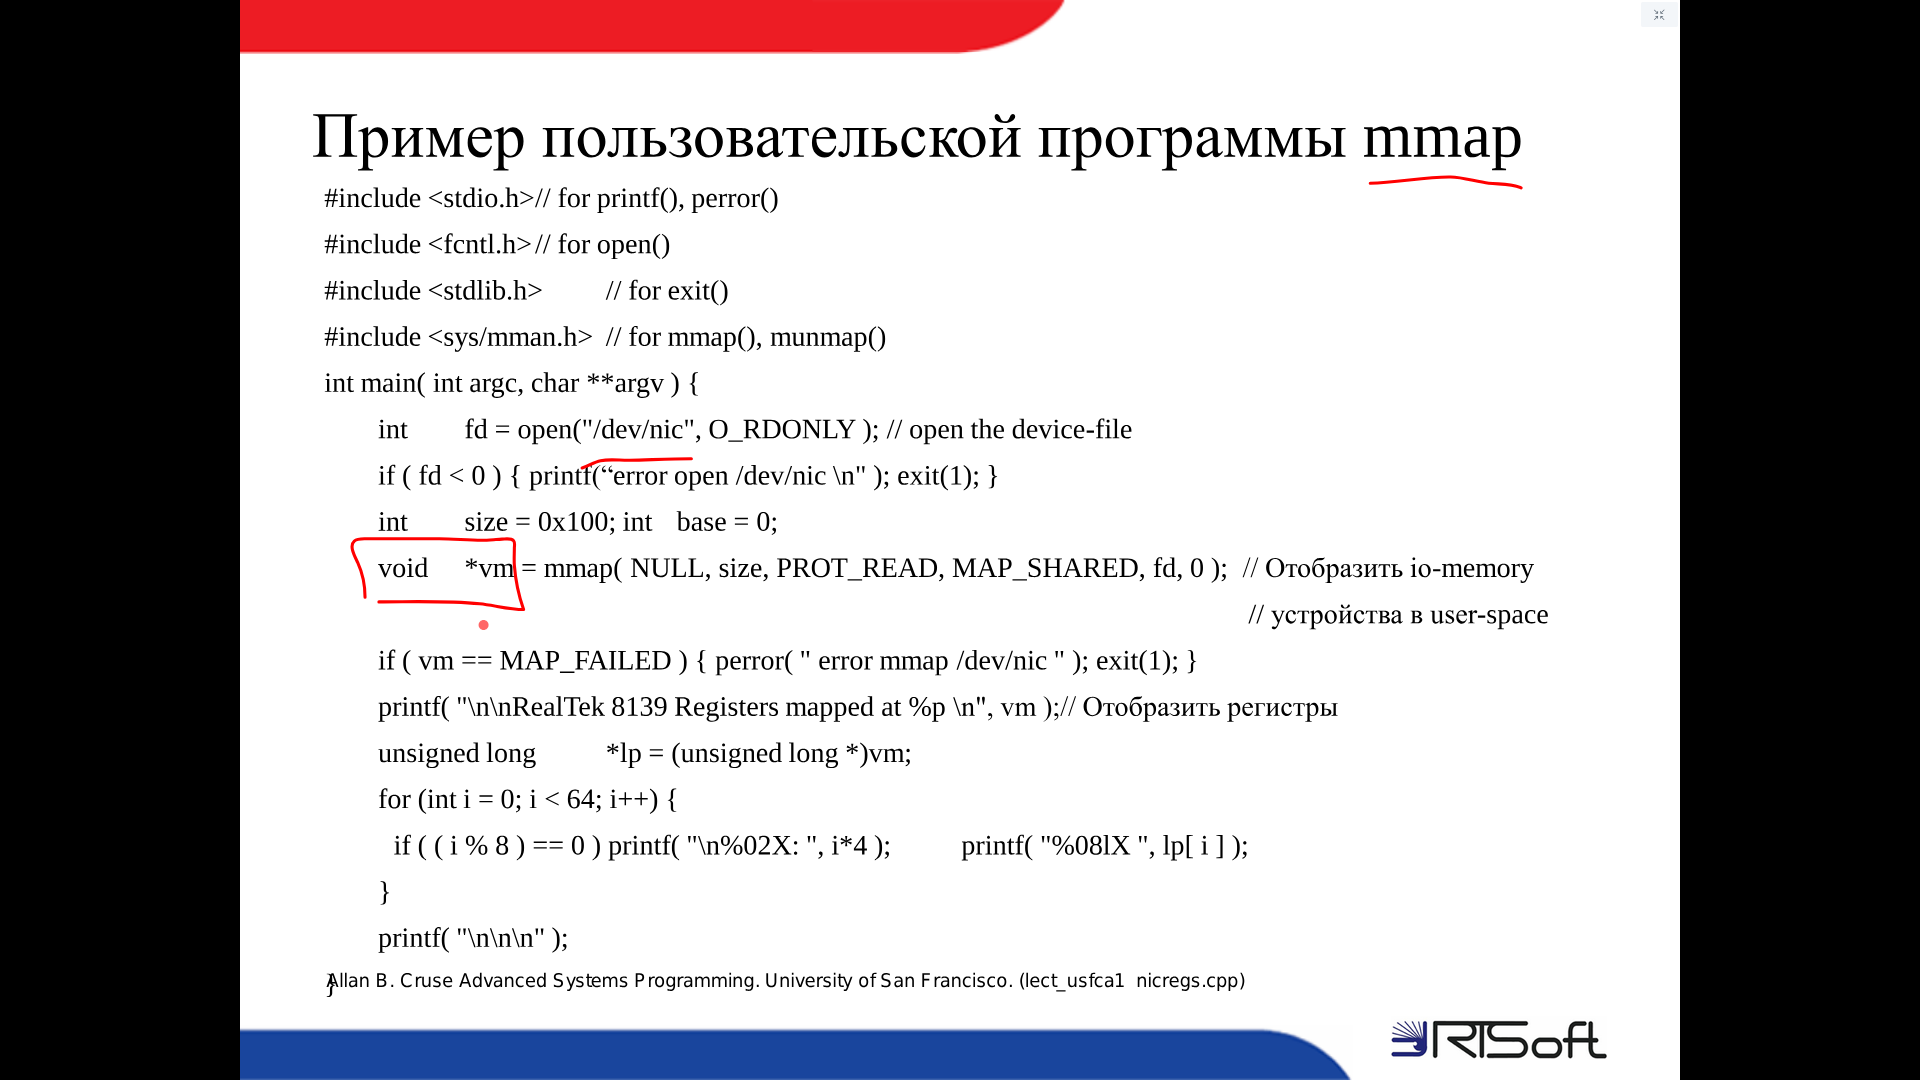 Пример пользовательской программы mmap
#include <stdio.h>// for printf(), perror()
#include <fcntl.h>// for open()
#include <stdlib.h> // for exit()
#include <sys/mman.h> // for mmap(), munmap()
int main( int argc, char **argv ) {
int fd = open("/dev/nic", O_RDONLY ); // open the device-file
if ( fd < 0 ) { printf(“error open /dev/nic \n" ); exit(1); }
int size = 0x100; int base = 0;
void *vm = mmap( NULL, size, PROT_READ, MAP_SHARED, fd, 0 ); // Отобразить io-memory
// устройства в user-space
if ( vm == MAP_FAILED ) { perror( " error mmap /dev/nic " ); exit(1); }
printf( "\n\nRealTek 8139 Registers mapped at %p \n", vm );// Отобразить регистры
unsigned long *lp = (unsigned long *)vm;
for (int i = 0; i < 64; i++) {
if ( ( i % 8 ) == 0 ) printf( "\n%02X: ", i*4 ); printf( "%08lX ", lp[ i ] );
}
printf( "\n\n\n" );
}
Allan B. Cruse Advanced Systems Programming. University of San Francisco. (lect_usfca1 nicregs.cpp)
RTSoft